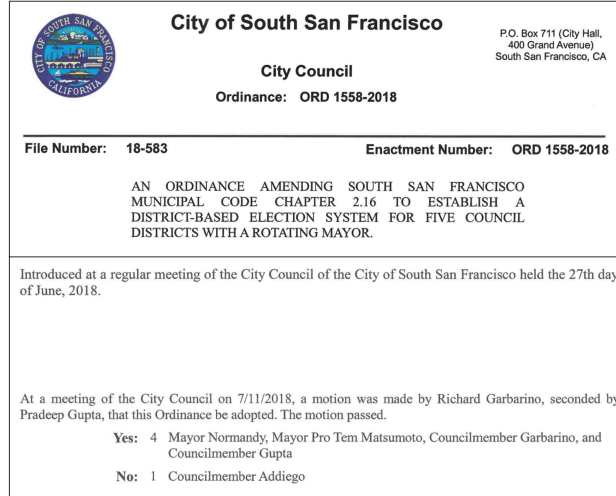 CITY OF SOUTH SAN FRANCISCO
CALIFORNIA
City of South San Francisco
P.O. Box 711 (City Hall,
400 Grand Avenue)
South San Francisco, CA
City Council
Ordinance: ORD 1558-2018
File Number: 18-583 Enactment Number: ORD 1558-2018
AN ORDINANCE AMENDING SOUTH SAN FRANCISCO
MUNICIPAL CODE CHAPTER 2.16 TO ESTABLISH A
DISTRICT-BASED ELECTION SYSTEM FOR FIVE COUNCIL
DISTRICTS WITH A ROTATING MAYOR.
Introduced at a regular meeting of the City Council of the City of South San Francisco held the 27th day
of June, 2018.
At a meeting of the City Council on 7/11/2018, a motion was made by Richard Garbarino, seconded by
Pradeep Gupta, that this Ordinance be adopted. The motion passed.
Yes: 4 Mayor Normandy, Mayor Pro Tem Matsumoto, Councilmember Garbarino, and
Councilmember Gupta
No: 1 Councilmember Addiego